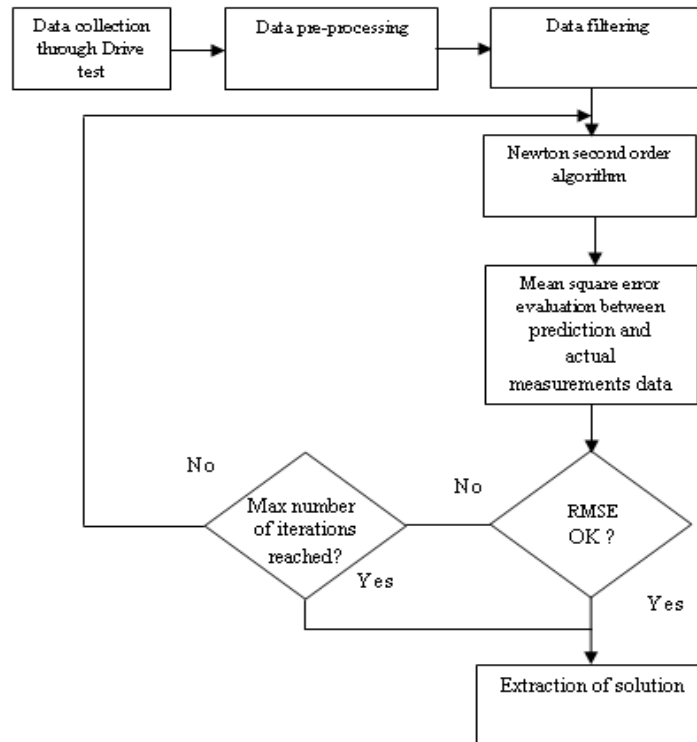 Data collection
through Drive
test
Data pre-processing
Data filtering
Newton second order
algorithm
Mean square error
evaluation between
prediction and
actual
measurements data
No
No
Max number
of iterations
reached?
RMSE
OK ?
Yes
Yes
Extraction of solution